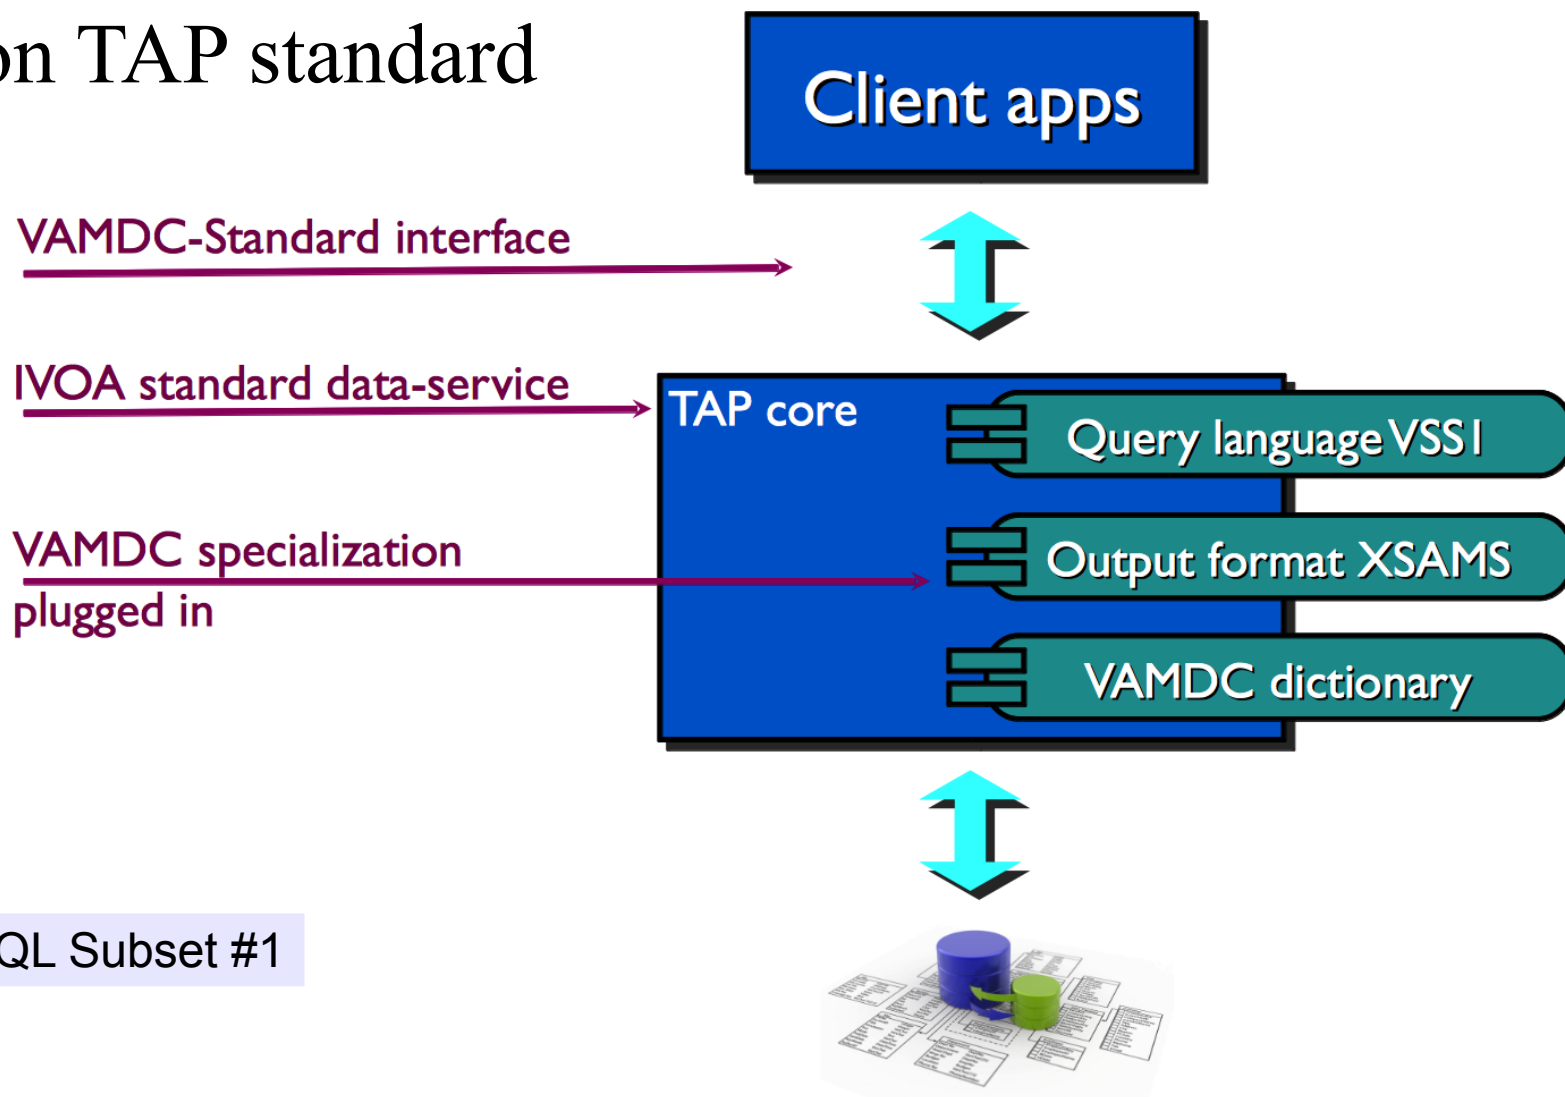 on TAP standard
Client apps
VAMDC-Standard interface
IVOA standard data-service
TAP core
Query language VSS1
VAMDC specialization
plugged in
Output format XSAMS
VAMDC dictionary
QL Subset #1